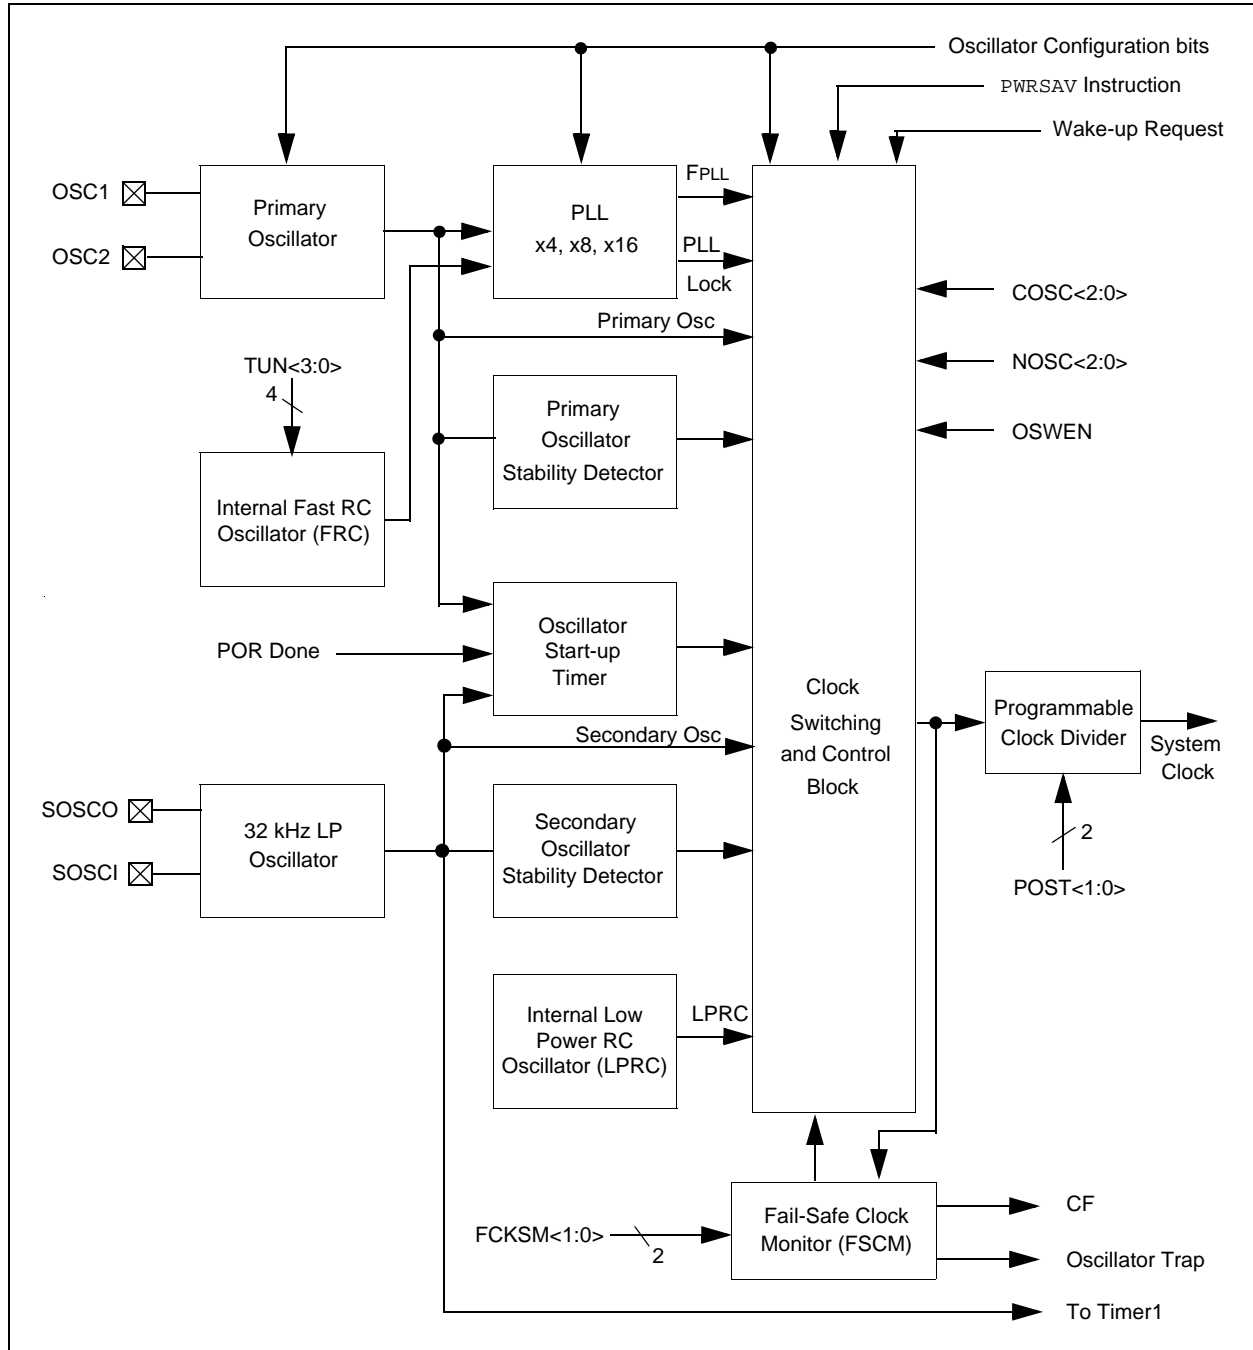 Oscillator Configuration bits
PWRSAV Instruction
Wake-up Request
OSC1
OSC2
Primary
Oscillator
PLL
x4, x8, x16
FPLL
PLL
Lock
Primary Osc
COSC<2:0>
NOSC<2:0>
OSWEN
TUN<3:0>
4
Internal Fast RC
Oscillator (FRC)
Primary
Oscillator
Stability Detector
POR Done
Oscillator
Start-up
Timer
Secondary Osc
Clock
Switching
and Control
Block
Programmable
Clock Divider
System
Clock
2
POST<1:0>
SOSCO
SOSCI
32 kHz LP
Oscillator
Secondary
Oscillator
Stability Detector
Internal Low
Power RC
Oscillator (LPRC)
LPRC
FCKSM<1:0>
2
Fail-Safe Clock
Monitor (FSCM)
CF
Oscillator Trap
To Timer1